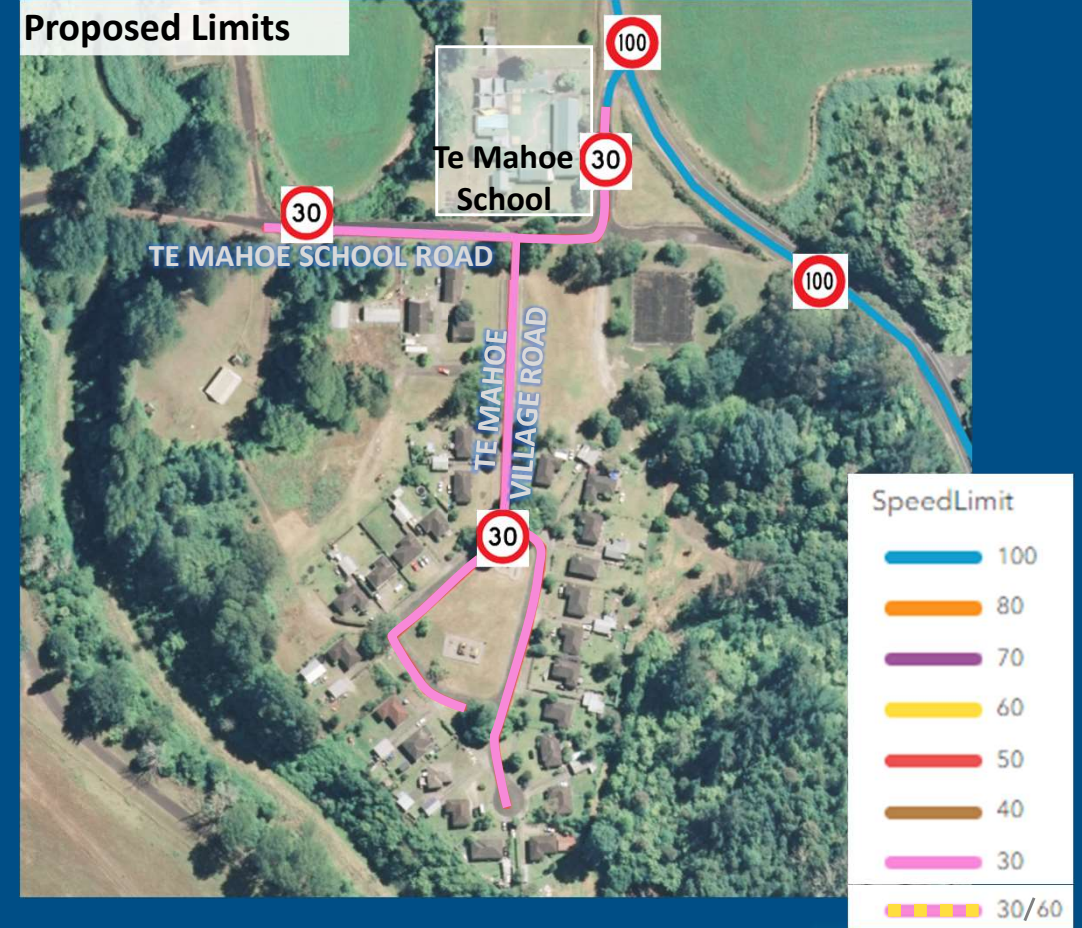 Proposed Limits
100
Te Mahoe
School
30
30
TE MAHOE SCHOOL ROAD
100
TE MAHOE
VILLAGE ROAD
30
SpeedLimit
100
80
70
60
50
40
30
30/60